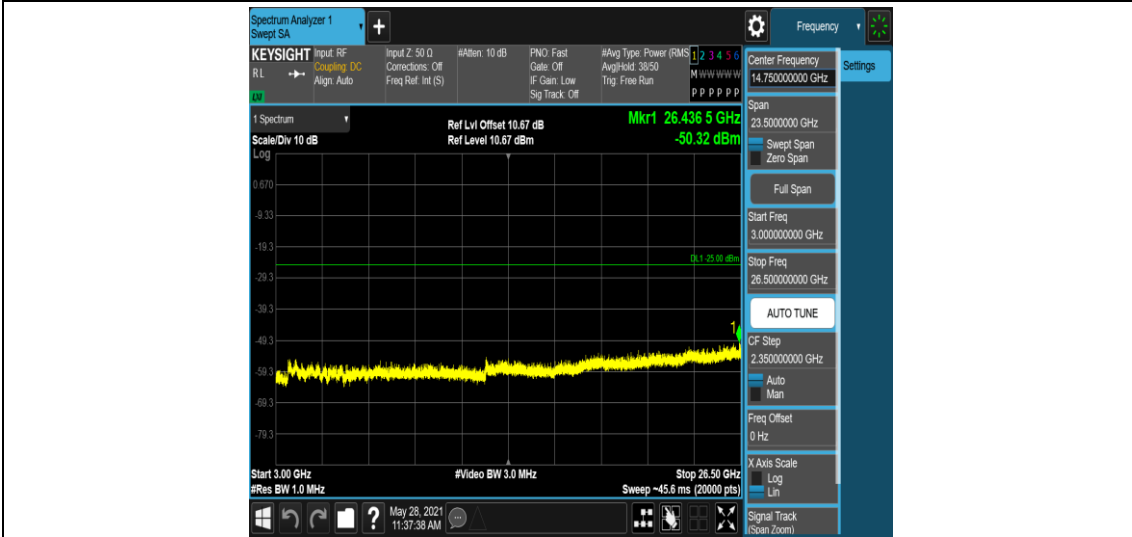 Spectrum Analyzer 1
Swept SA
+
Frequency
KEYSIGHT
RL
Input: RF
Coupling: DC
Align: Auto
Input Z: 50 Ω
Corrections: Off
Freq Ref: Int (S)
#Atten: 10 dB
PNO: Fast
Gate: Off
IF Gain: Low
Sig Track: Off
#Avg Type: Power (RMS
Avg|Hold: 38/50
Trig: Free Run
1 2 3 4 5 6
M W W W W W
P P P P P P
1 Spectrum
Scale/Div 10 dB
Log
Ref Lvl Offset 10.67 dB
Ref Level 10.67 dBm
Mkr1 26.436 5 GHz
-50.32 dBm
0.670
-9.33
-19.3
-29.3
-39.3
-49.3
-59.3
-69.3
-79.3
DL1 -25.00 dBm
1
Start 3.00 GHz
#Res BW 1.0 MHz
#Video BW 3.0 MHz
Stop 26.50 GHz
Sweep ~45.6 ms (20000 pts)
?
May 28, 2021
11:37:38 AM
Center Frequency
14.750000000 GHz
Settings
Span
23.5000000 GHz
Swept Span
Zero Span
Full Span
Start Freq
3.000000000 GHz
Stop Freq
26.500000000 GHz
AUTO TUNE
CF Step
2.350000000 GHz
Auto
Man
Freq Offset
0 Hz
X Axis Scale
Log
Lin
Signal Track
(Span Zoom)